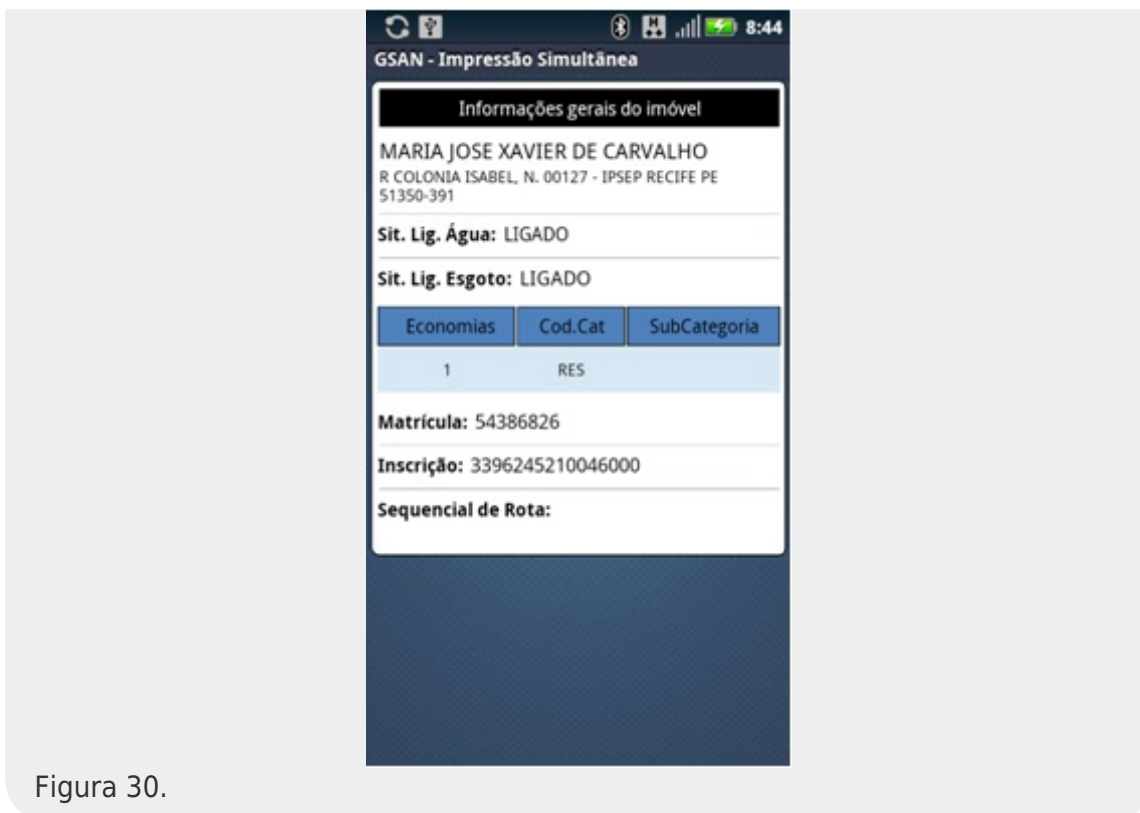 8:44
GSAN - Impressão Simultânea
Informações gerais do imóvel
MARIA JOSE XAVIER DE CARVALHO
R COLONIA ISABEL, N. 00127 - IPSEP RECIFE PE
51350-391
Sit. Lig. Água: LIGADO
Sit. Lig. Esgoto: LIGADO
Economias Cod.Cat SubCategoria
1 RES
Matrícula: 54386826
Inscrição: 3396245210046000
Sequencial de Rota:
Figura 30.